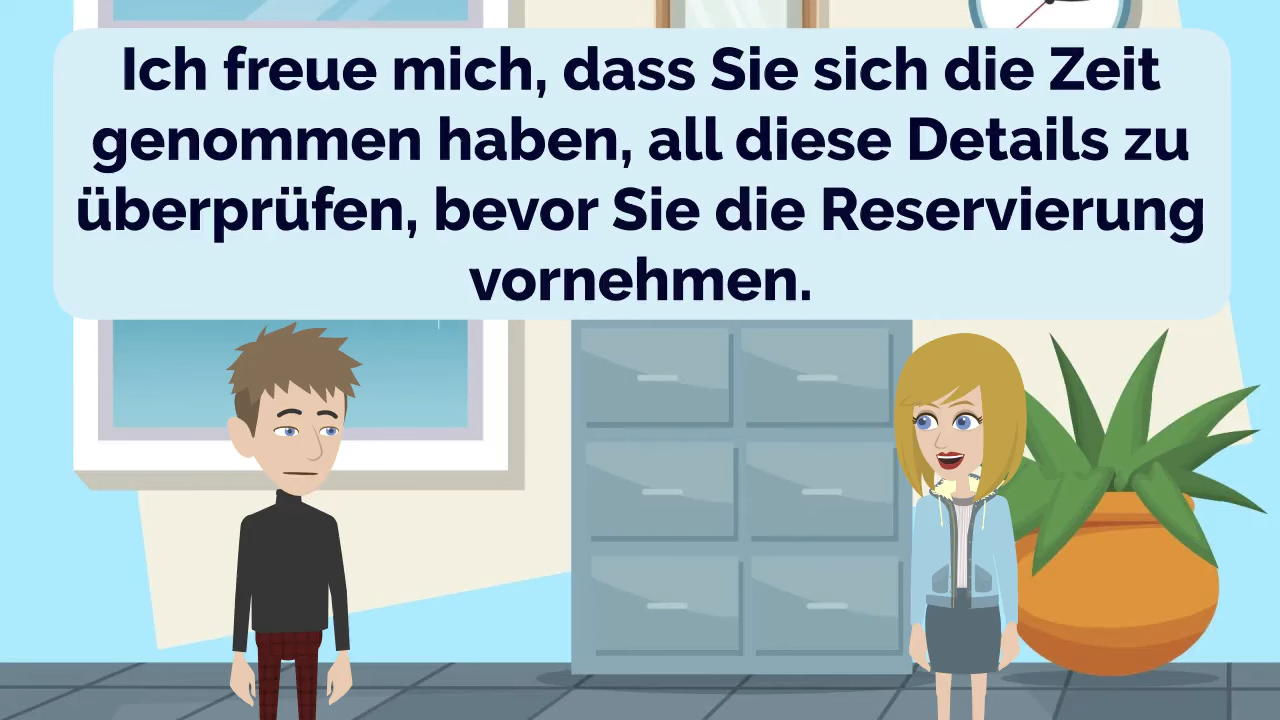 Ich freue mich, dass Sie sich die Zeit
genommen haben, all diese Details zu
überprüfen, bevor Sie die Reservierung
vornehmen.